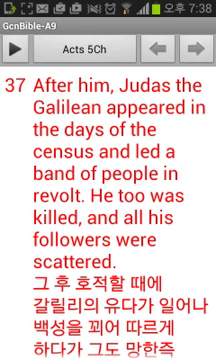 오후 7:38
GcnBible-A9
Acts 5Ch
37 After him, Judas the
Galilean appeared in
the days of the
census and led a
band of people in
revolt. He too was
killed, and all his
followers were
scattered.
그 후 호적할 때에
갈릴리의 유다가 일어나
백성을 꾀어 따르게
하다가 그도 망한즉